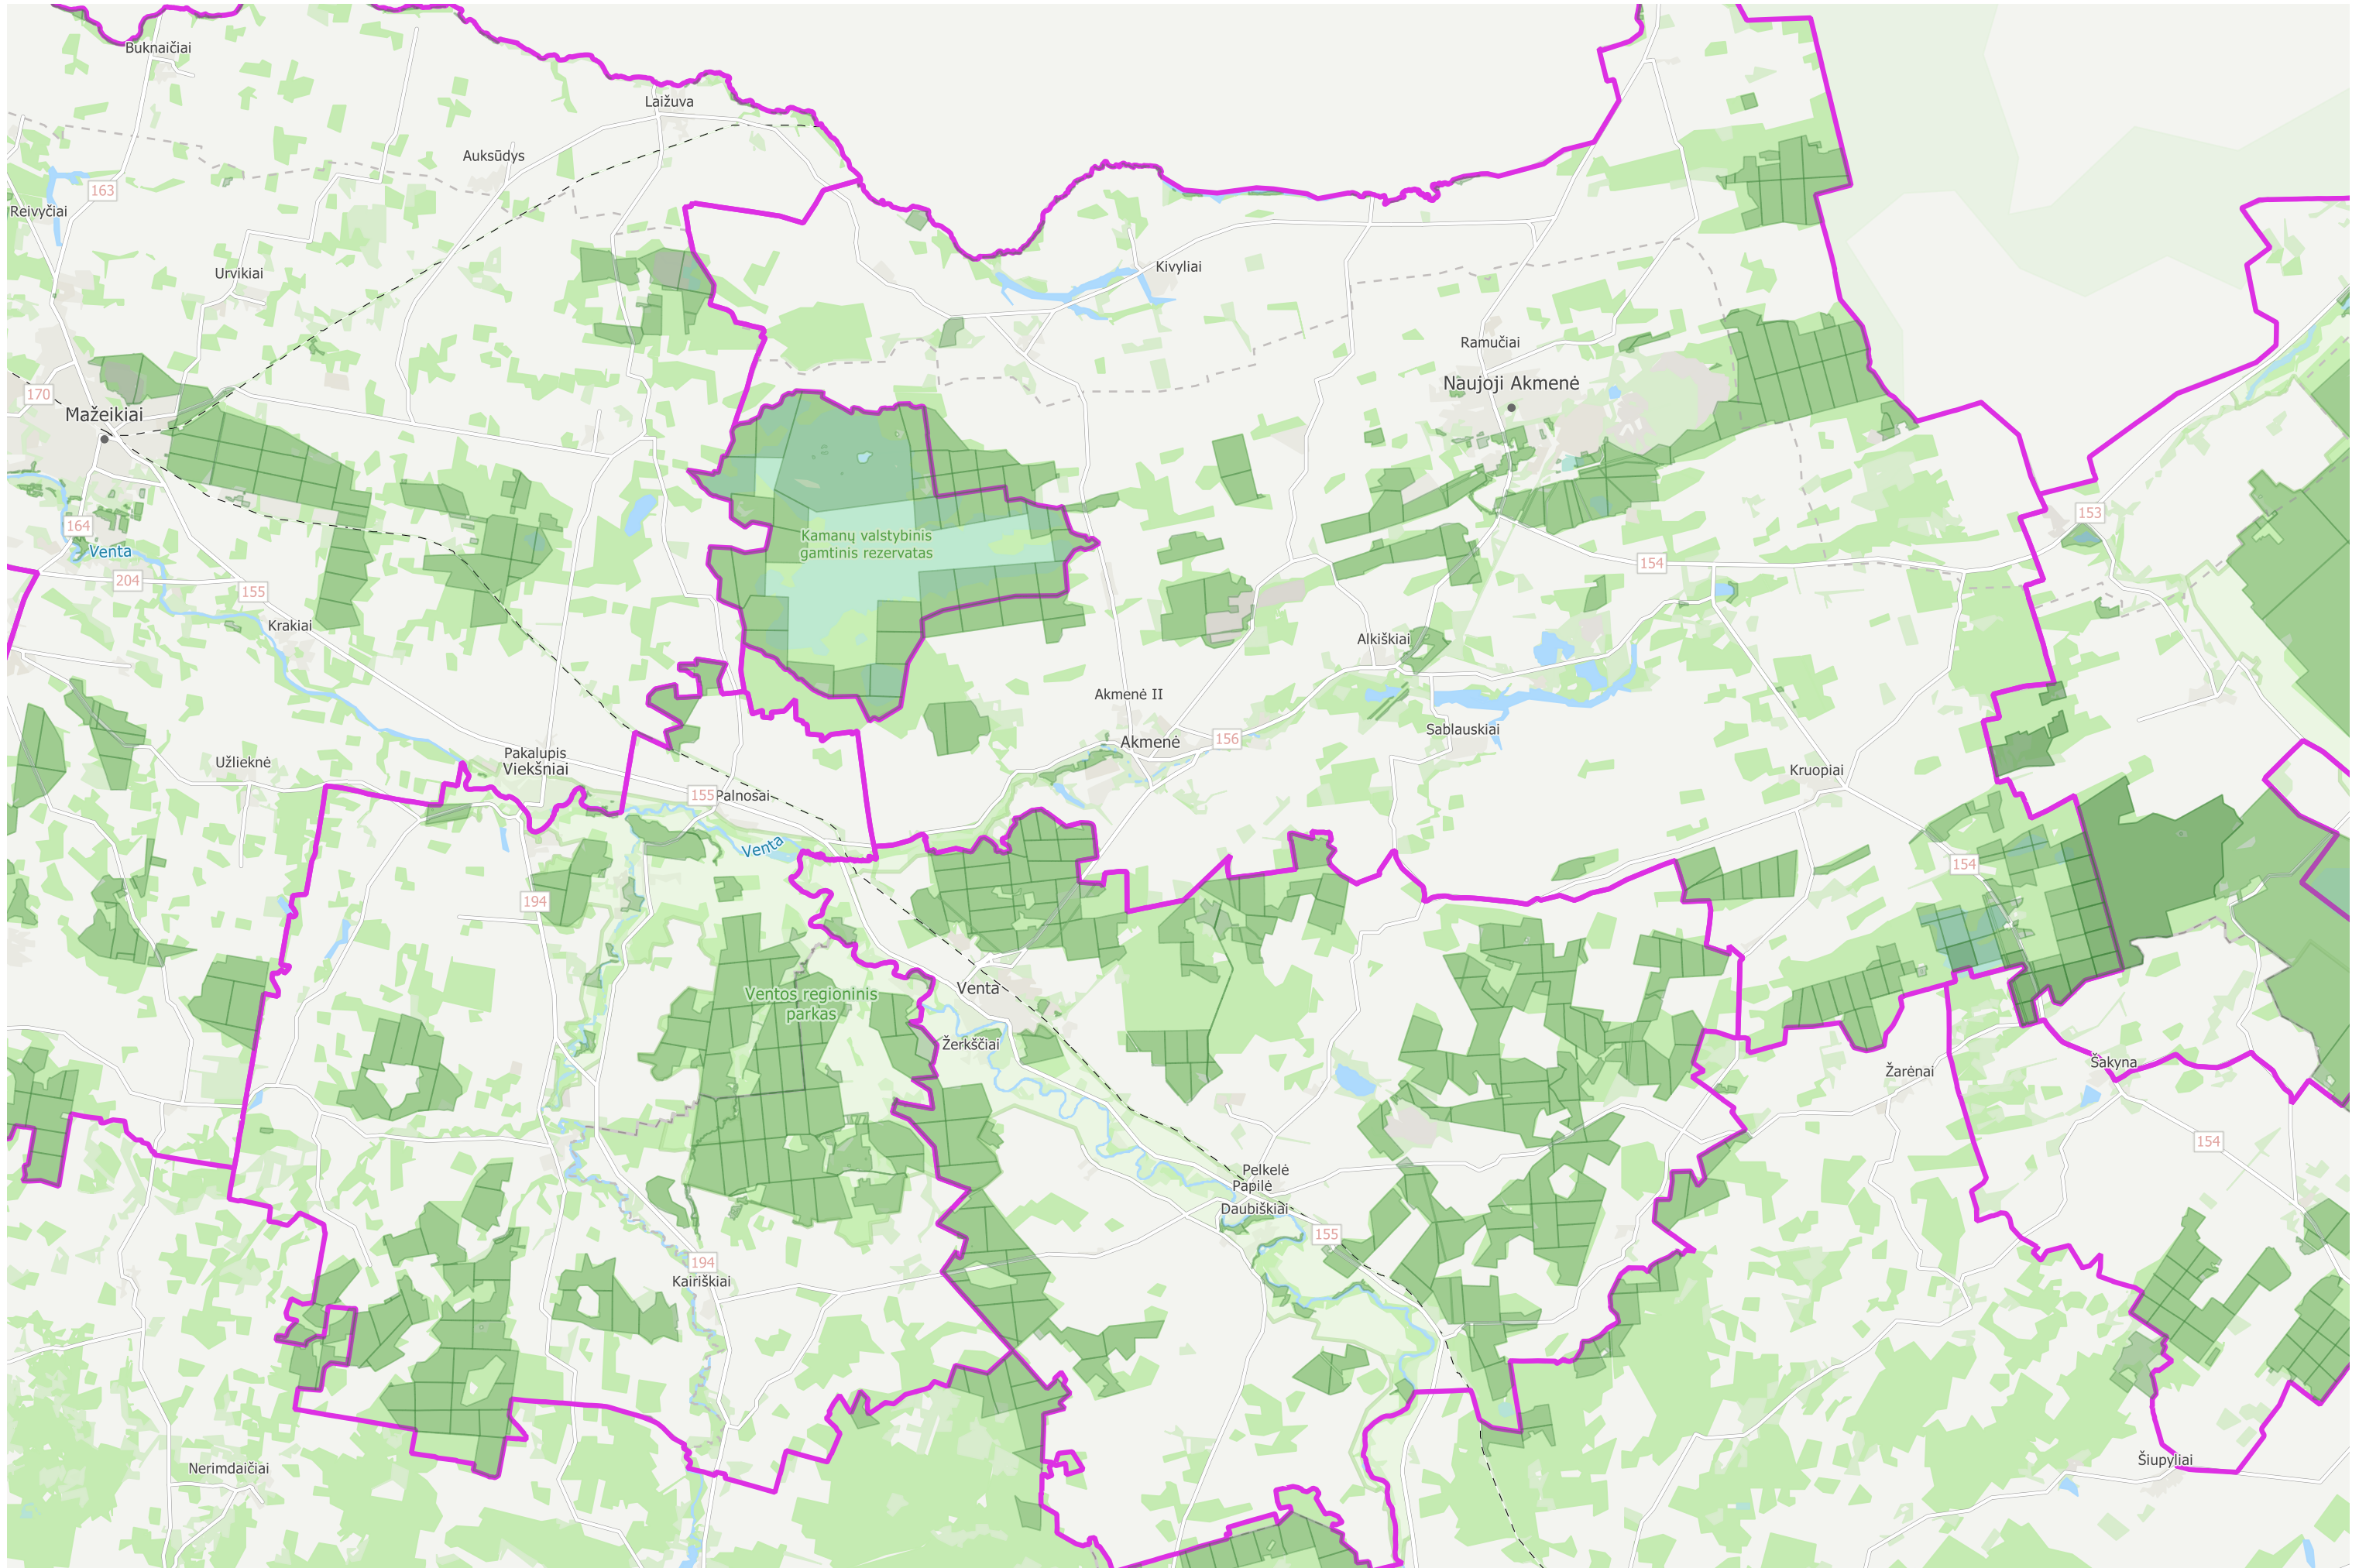 Buknaičiai
Laižuva
Auksūdys
163
Reivyčiai
Urvikiai
Kivyliai
Ramučiai
Naujoji Akmenė
170
Mažeikiai
164
Venta
204
155
Krakiai
Kamanų valstybinis
gamtinis rezervatas
153
154
Alkiškiai
Akmenė II
Akmenė
156
Sablauskiai
Kruopiai
Užlieknė
Pakalupis
Viekšniai
155
Palnosai
Venta
154
194
Ventos regioninis
parkas
Venta
Žerkščiai
Žarėnai
Šakyna
154
Pelkelė
Papilė
Daubiškiai
155
194
Kairiškiai
Nerimdaičiai
Šiupyliai